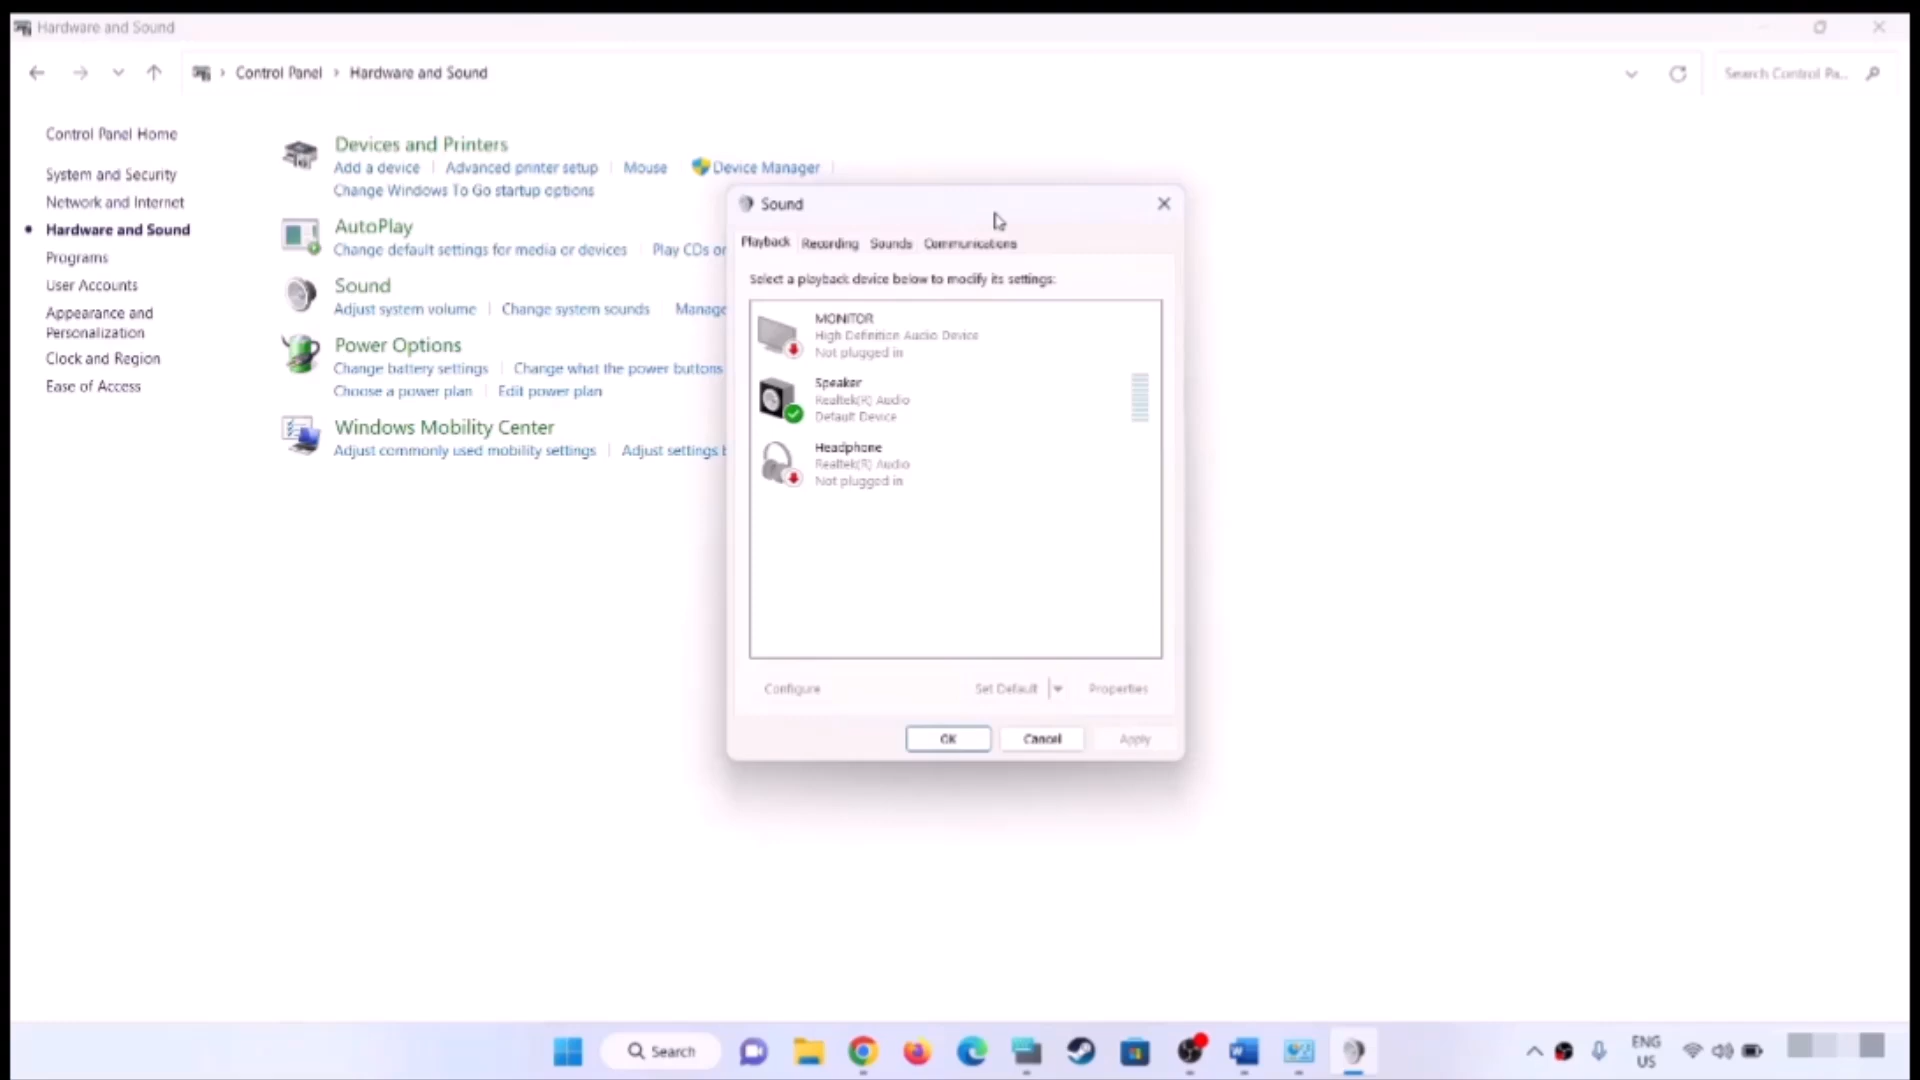 Hardware and Sound
Control Panel > Hardware and Sound
Search Control Pa...
Control Panel Home
System and Security
Network and Internet
Hardware and Sound
Programs
User Accounts
Appearance and
Personalization
Clock and Region
Ease of Access
Devices and Printers
Add a device | Advanced printer setup | Mouse | Device Manager |
Change Windows To Go startup options
AutoPlay
Change default settings for media or devices | Play CDs or
Sound
Adjust system volume | Change system sounds | Manage
Power Options
Change battery settings | Change what the power buttons
Choose a power plan | Edit power plan
Windows Mobility Center
Adjust commonly used mobility settings | Adjust settings
Sound
Playback Recording Sounds Communications
Select a playback device below to modify its settings:
MONITOR
High Definition Audio Device
Not plugged in
Speaker
Realtek(R) Audio
Default Device
Headphone
Realtek(R) Audio
Not plugged in
Configure Set Default Properties
OK Cancel Apply
Search
ENG
US